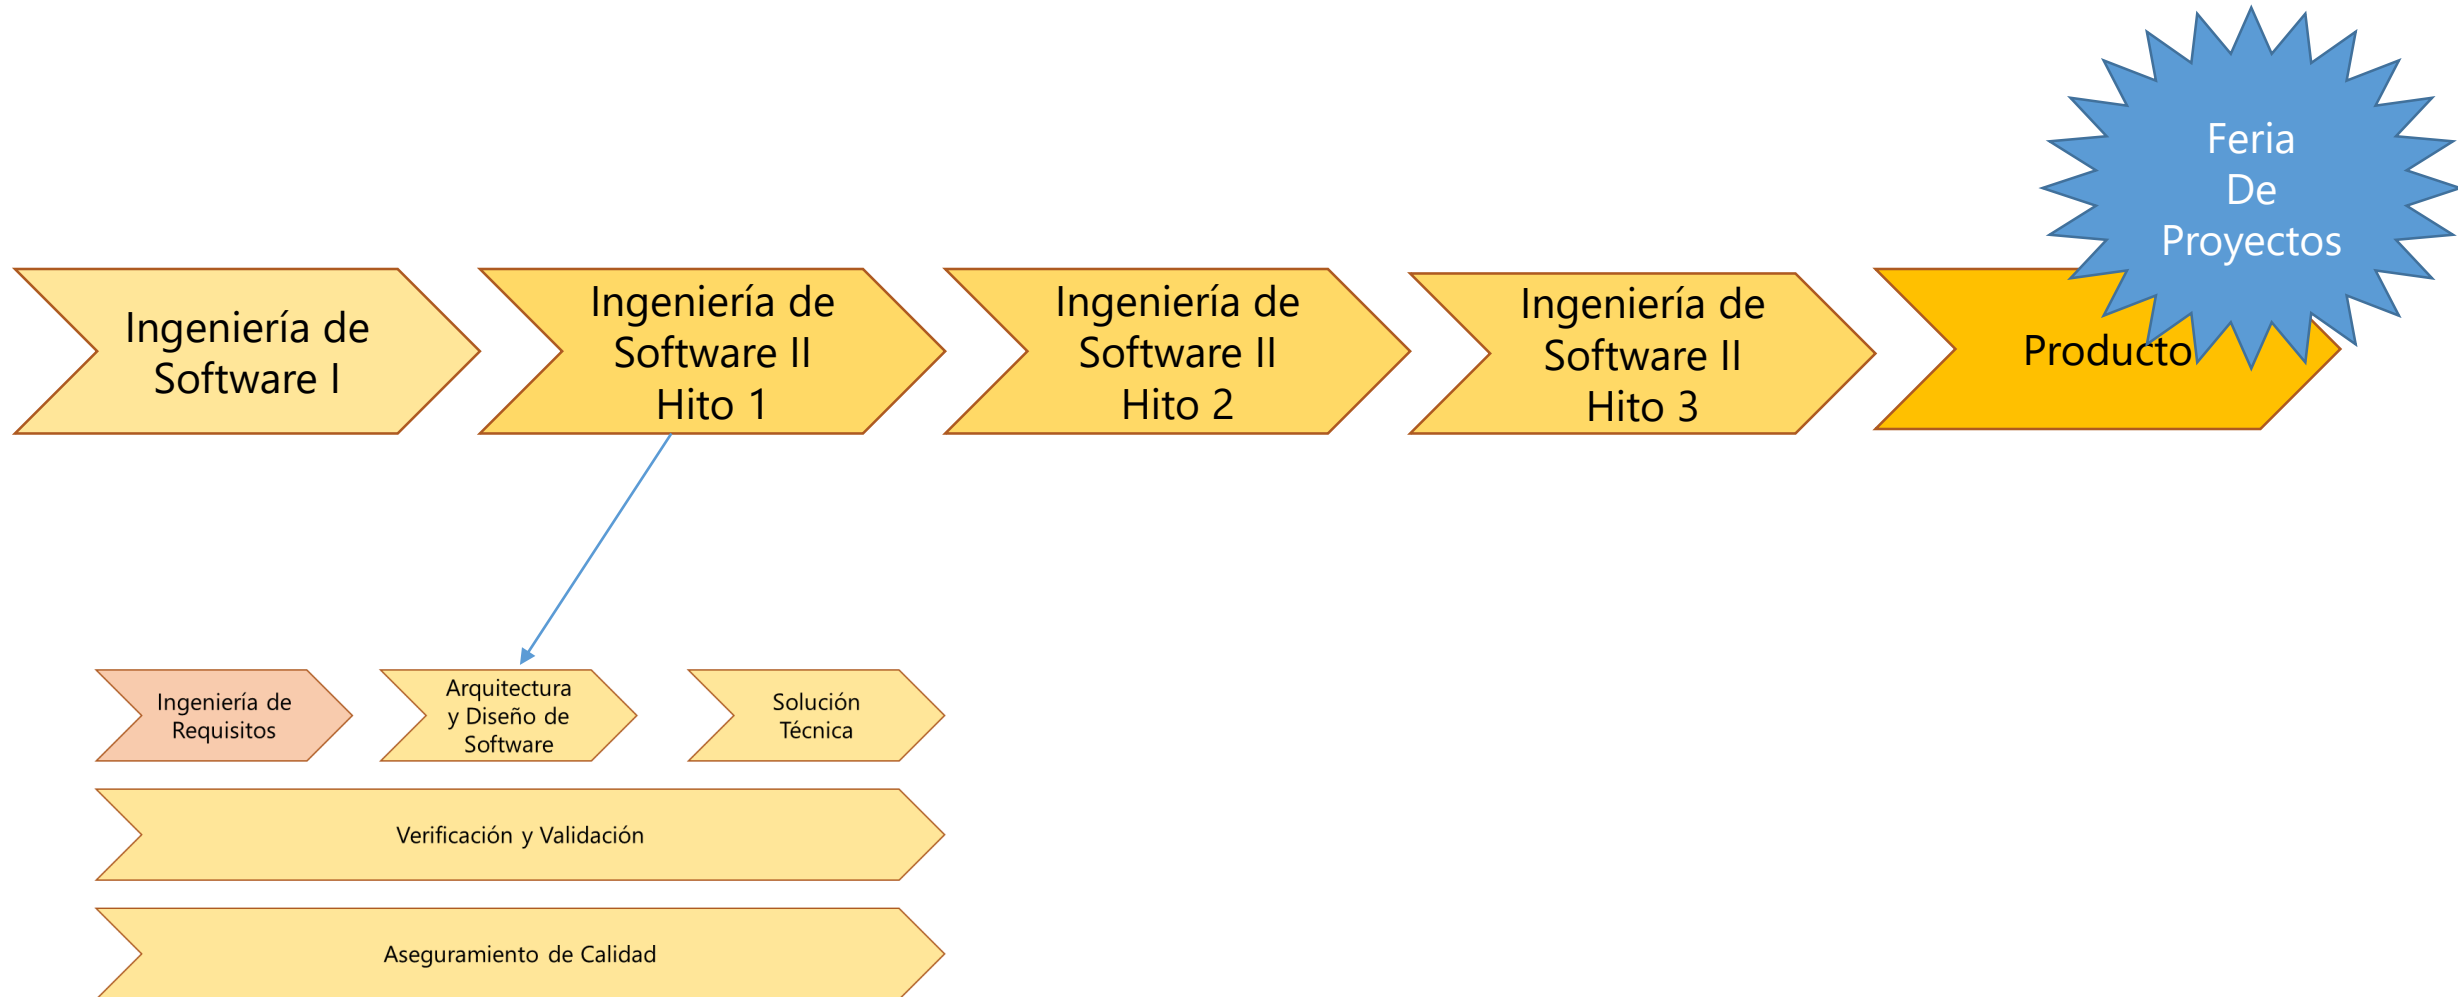 Feria
De
Proyectos
Ingeniería de
Software I
Ingeniería de
Software II
Hito 1
Ingeniería de
Software II
Hito 2
Ingeniería de
Software II
Hito 3
Producto
Ingeniería de
Requisitos
Arquitectura
y Diseño de
Software
Solución
Técnica
Verificación y Validación
Aseguramiento de Calidad